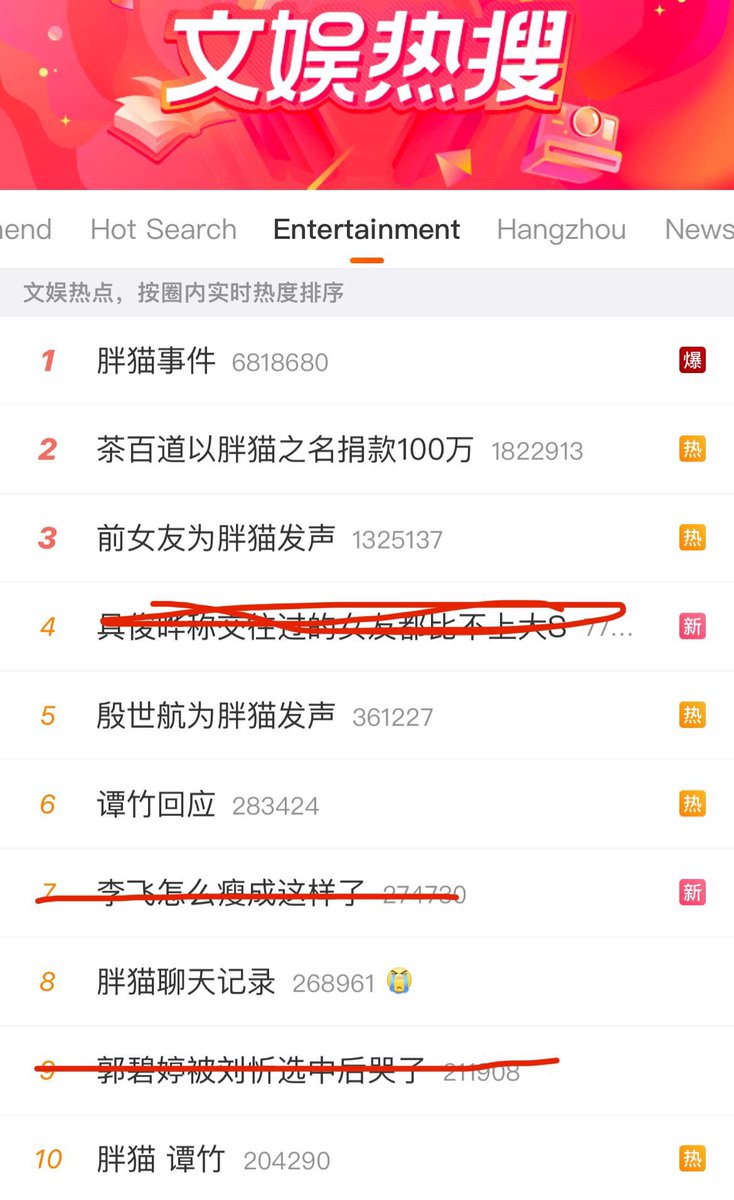 文娱热搜
end Hot Search Entertainment Hangzhou News
文娱热点，按圈内实时热度排序
1 胖猫事件 6818680 爆
2 茶百道以胖猫之名捐款100万 1822913 热
3 前女友为胖猫发声 1325137 热
4 具俊晔称交往过的女友都比不上大S 77... 新
5 殷世航为胖猫发声 361227 热
6 谭竹回应 283424 热
7 李飞怎么瘦成这样了 274730 新
8 胖猫聊天记录 268961 😭
9 郭碧婷被刘忻选中后哭了 211908
10 胖猫 谭竹 204290 热